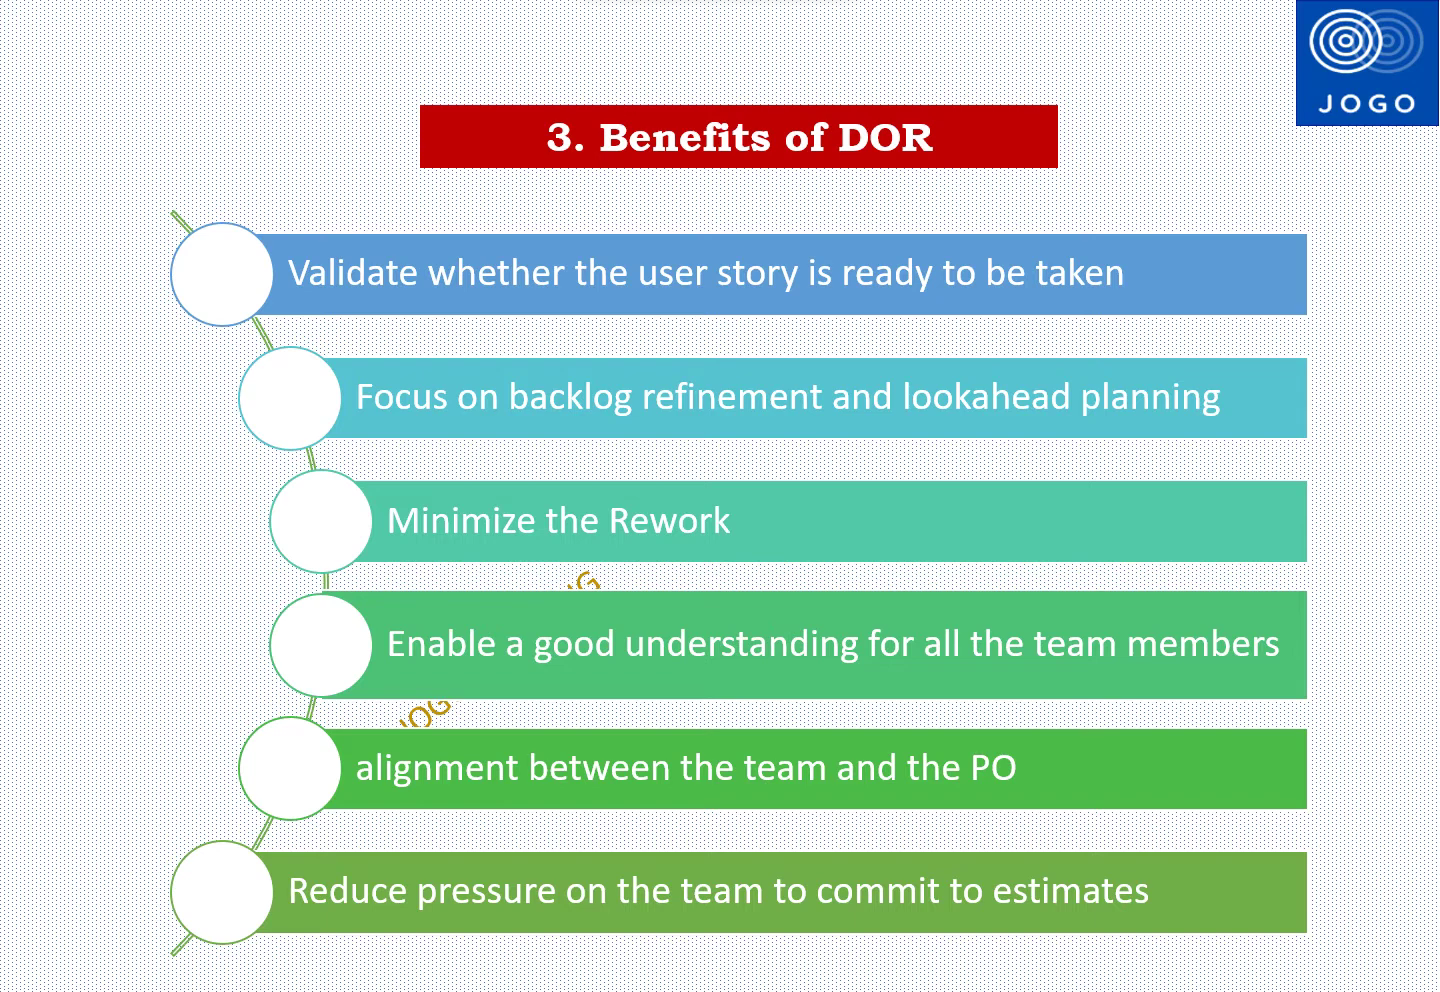 JOGO
3. Benefits of DOR
Validate whether the user story is ready to be taken
Focus on backlog refinement and lookahead planning
Minimize the Rework
Enable a good understanding for all the team members
alignment between the team and the PO
Reduce pressure on the team to commit to estimates